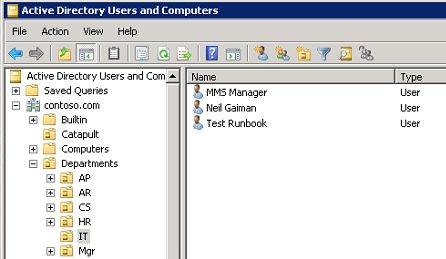 Active Directory Users and Computers
File Action View Help
Active Directory Users and Com
Saved Queries
contoso.com
Builtin
Catapult
Computers
Departments
AP
AR
CS
HR
IT
Mgr
Name Type
MMS Manager User
Neil Gaiman User
Test Runbook User